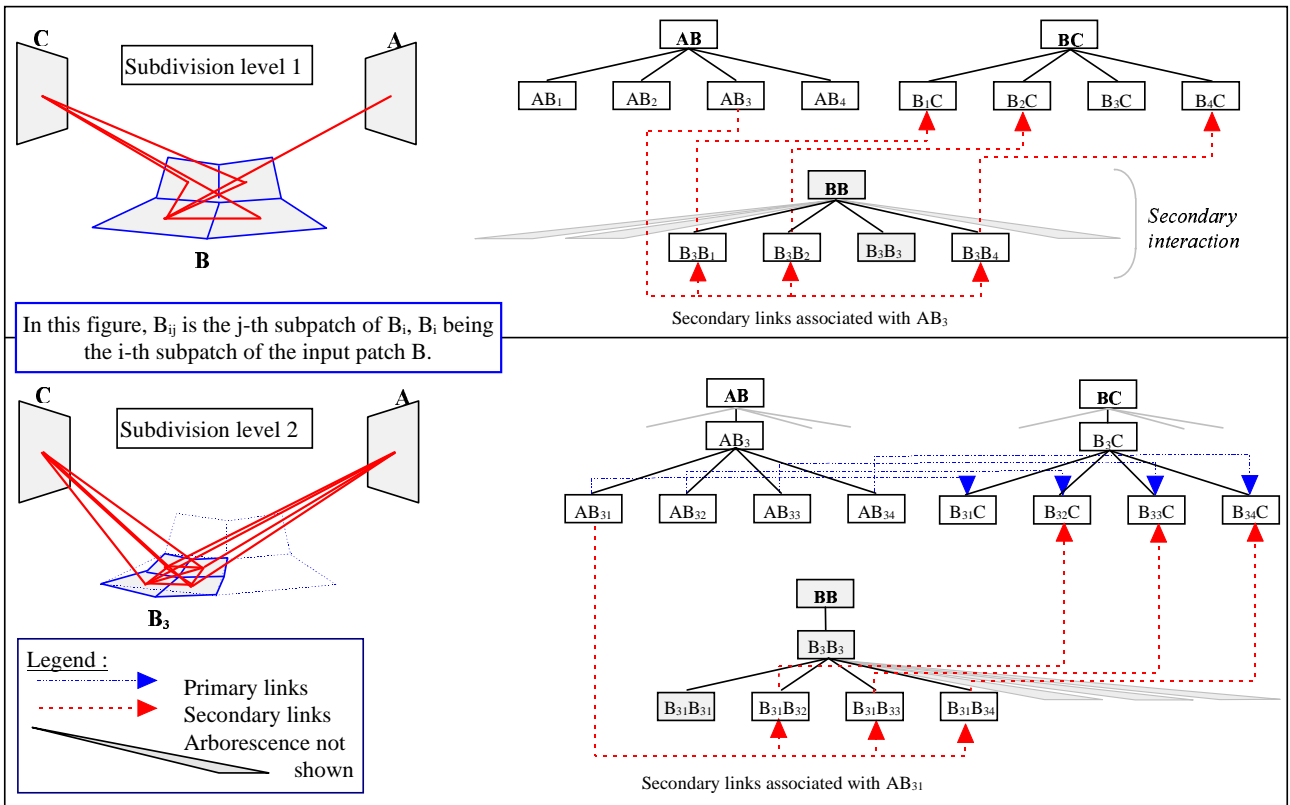 C
A
Subdivision level 1
B
AB
BC
AB₁
AB₂
AB₃
AB₄
B₁C
B₂C
B₃C
B₄C
BB
B₃B₁
B₃B₂
B₃B₃
B₃B₄
Secondary
interaction
Secondary links associated with AB₃
In this figure, Bᵢⱼ is the j-th subpatch of Bᵢ, Bᵢ being
the i-th subpatch of the input patch B.
C
A
Subdivision level 2
B₃
AB
BC
AB₃
B₃C
AB₃₁
AB₃₂
AB₃₃
AB₃₄
B₃₁C
B₃₂C
B₃₃C
B₃₄C
BB
B₃B₃
B₃₁B₃₁
B₃₁B₃₂
B₃₁B₃₃
B₃₁B₃₄
Secondary links associated with AB₃₁
Legend :
Primary links
Secondary links
Arborescence not
shown